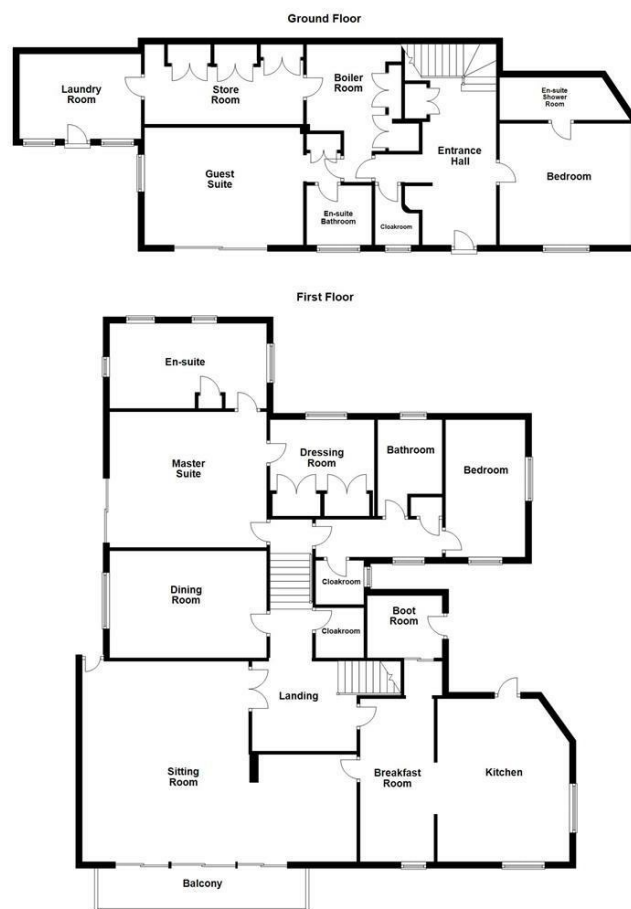 Ground Floor
Laundry
Room
Store
Room
Boiler
Room
En-suite
Shower
Room
Guest
Suite
Entrance
Hall
Bedroom
En-suite
Bathroom
Cloakroom
First Floor
En-suite
Master
Suite
Dressing
Room
Bathroom
Bedroom
Dining
Room
Cloakroom
Cloakroom
Boot
Room
Landing
Sitting
Room
Breakfast
Room
Kitchen
Balcony